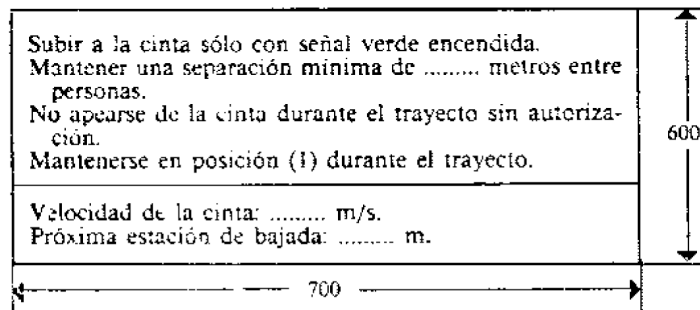 Subir a la cinta sólo con señal verde encendida.
Mantener una separación mínima de ......... metros entre
personas.
No apearse de la cinta durante el trayecto sin autoriza-
ción.
Mantenerse en posición (1) durante el trayecto.
600
Velocidad de la cinta: ......... m/s.
Próxima estación de bajada: ......... m.
700